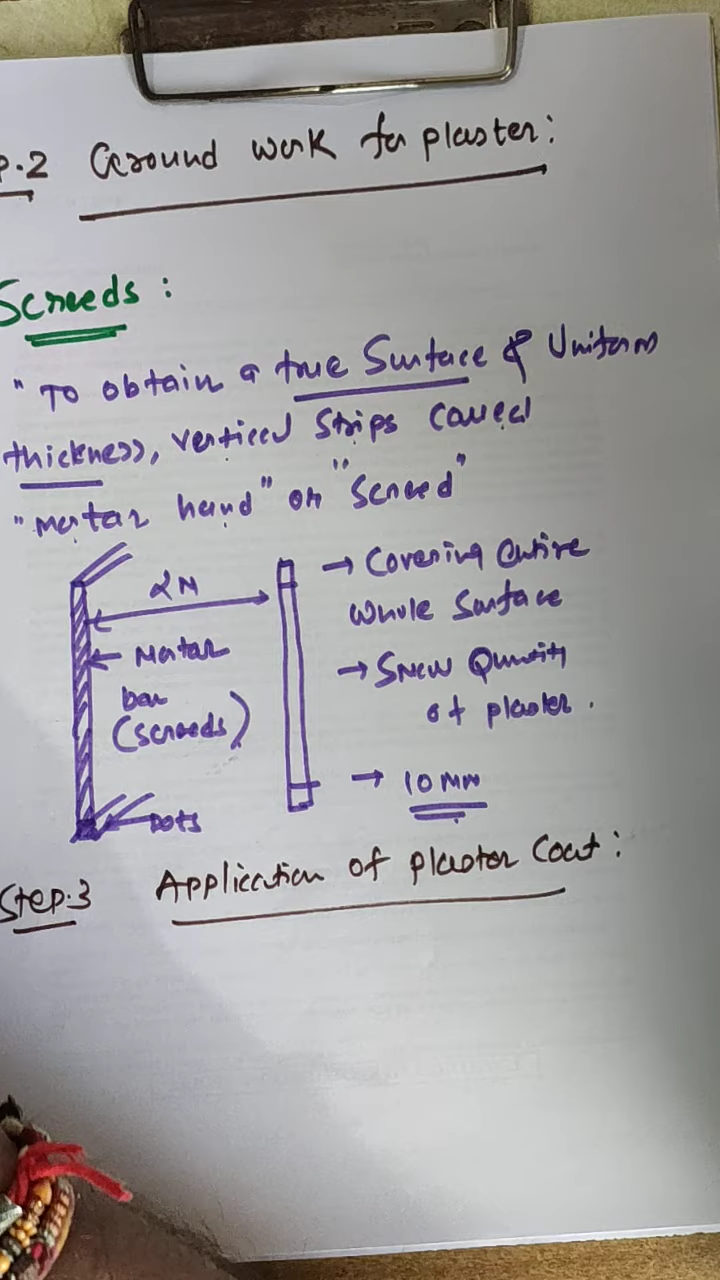 p.2 Ground work for plaster:
Screeds:
"To obtain a true Surface & Uniform
thickness, vertical Strips called
"mortar band" or "Screed"
2M
→ Covering entire
whole Surface
← Mortar
bar
(screeds)
→ Quantity
of plaster.
→ 10 MM
← Dots
Step.3 Application of plaster Coat: